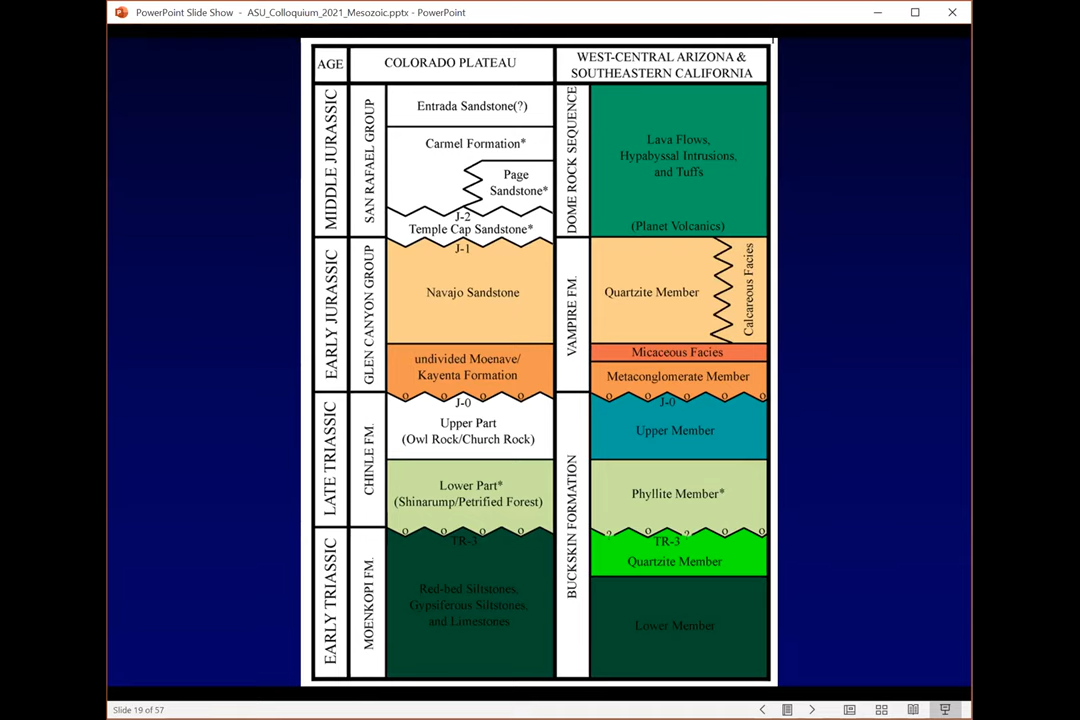 PowerPoint Slide Show - ASU_Colloquium_2021_Mesozoic.pptx - PowerPoint
1
AGE
COLORADO PLATEAU
WEST-CENTRAL ARIZONA &
SOUTHEASTERN CALIFORNIA
MIDDLE JURASSIC
SAN RAFAEL GROUP
Entrada Sandstone(?)
Carmel Formation*
Page
Sandstone*
J-2
Temple Cap Sandstone*
DOME ROCK SEQUENCE
Lava Flows,
Hypabyssal Intrusions,
and Tuffs
(Planet Volcanics)
EARLY JURASSIC
GLEN CANYON GROUP
J-1
Navajo Sandstone
undivided Moenave/
Kayenta Formation
VAMPIRE FM.
Quartzite Member
Calcareous Facies
Micaceous Facies
Metaconglomerate Member
o o o o
o o o o o
LATE TRIASSIC
CHINLE FM.
J-0
Upper Part
(Owl Rock/Church Rock)
Lower Part*
(Shinarump/Petrified Forest)
BUCKSKIN FORMATION
J-0
Upper Member
Phyllite Member*
o o o o
? o ? o o
EARLY TRIASSIC
MOENKOPI FM.
TR-3
Red-bed Siltstones,
Gypsiferous Siltstones,
and Limestones
TR-3
Quartzite Member
Lower Member
Slide 19 of 57